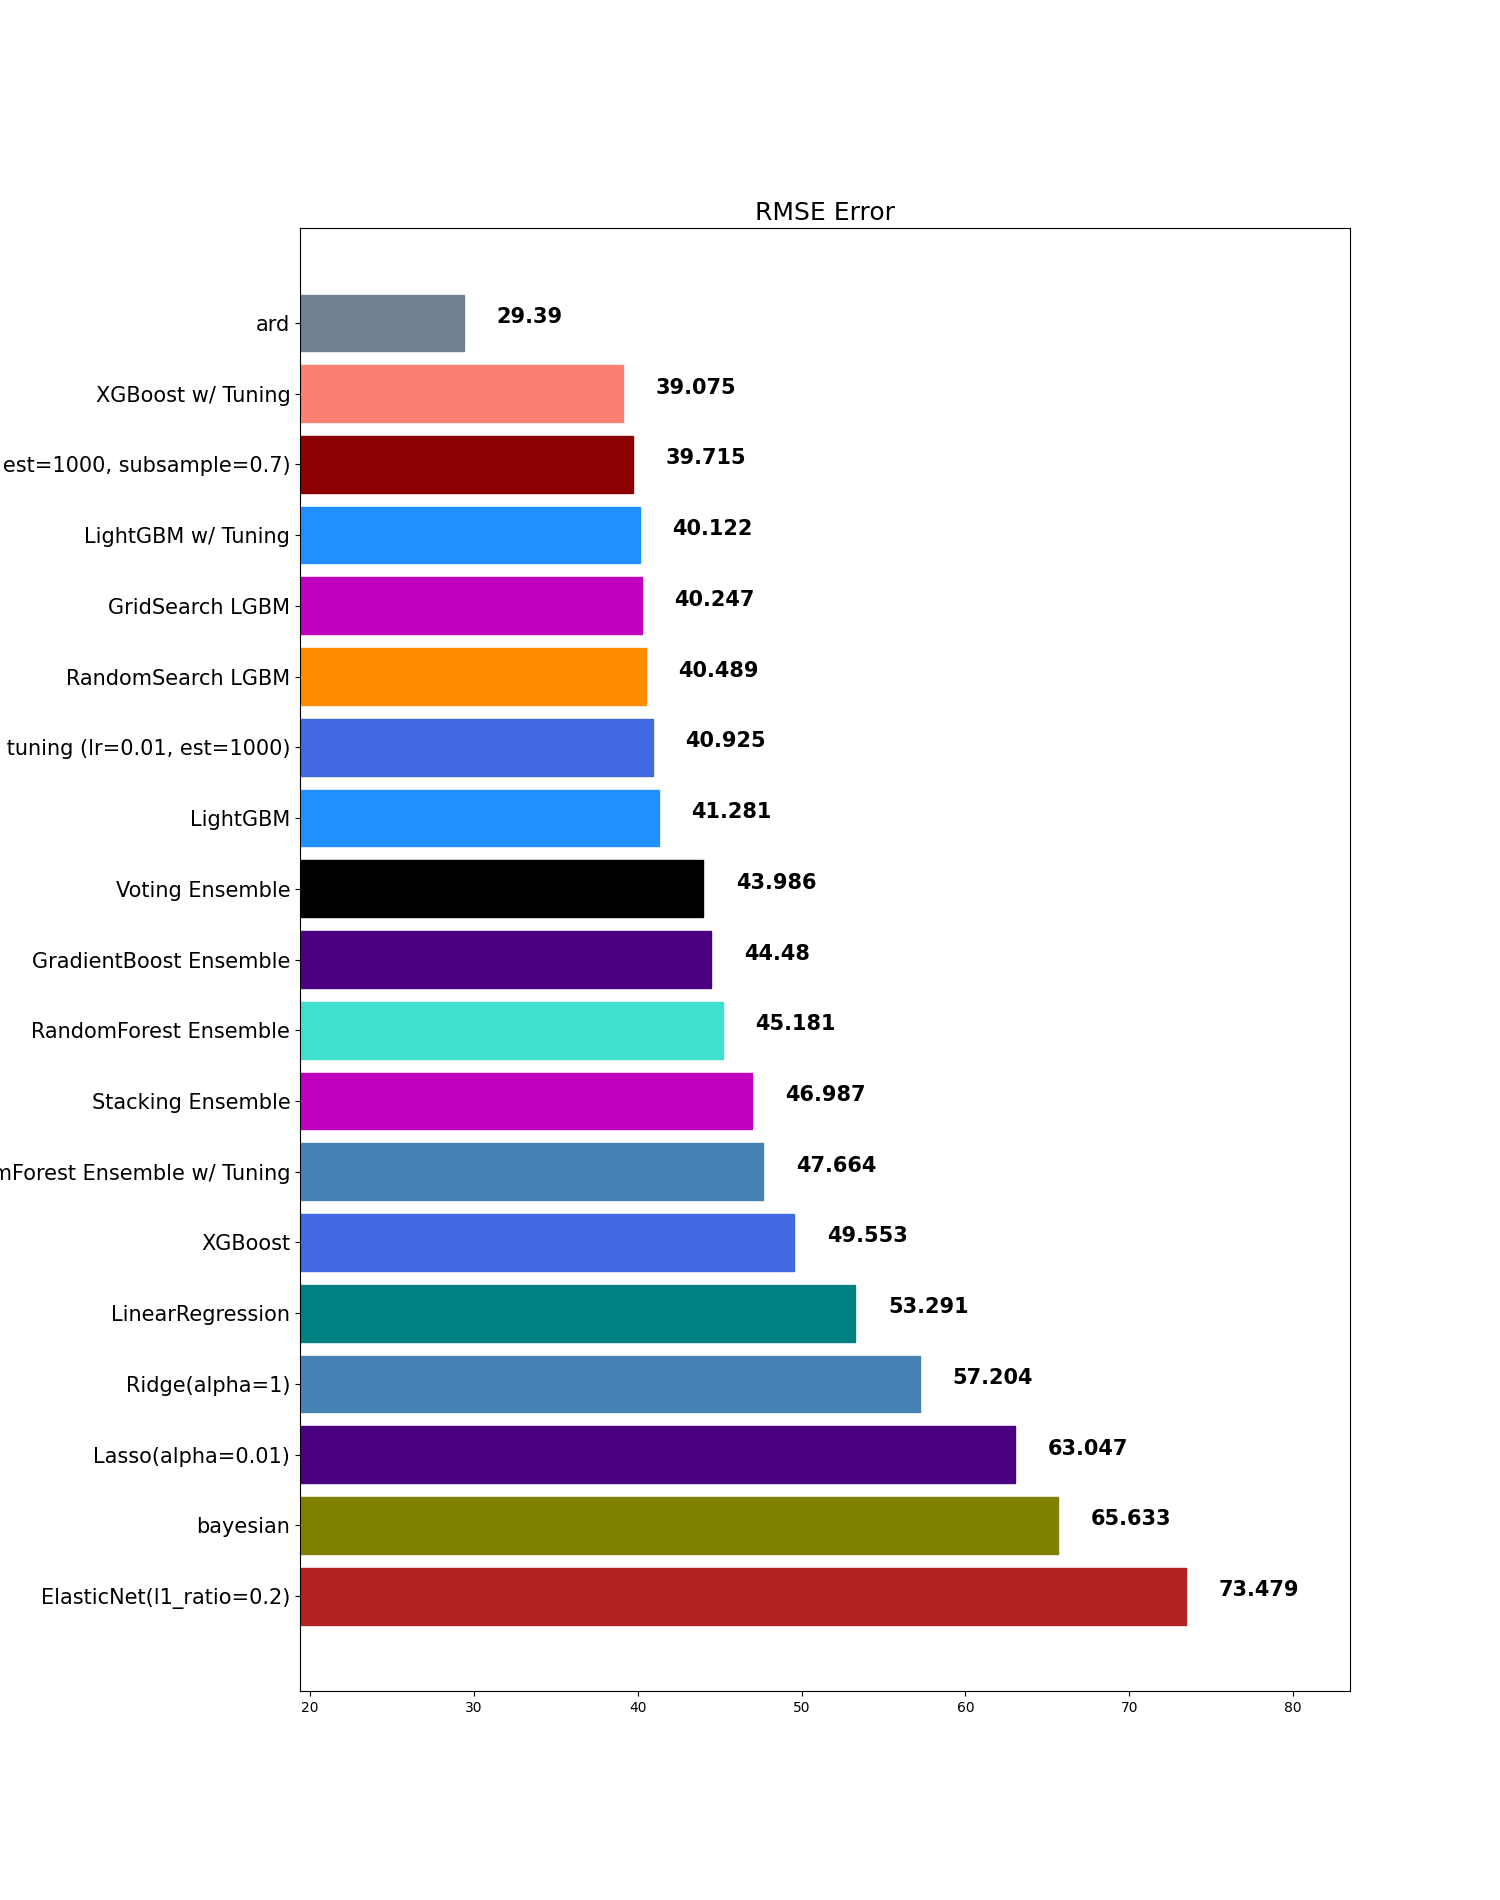 RMSE Error
ard 29.39
XGBoost w/ Tuning 39.075
est=1000, subsample=0.7) 39.715
LightGBM w/ Tuning 40.122
GridSearch LGBM 40.247
RandomSearch LGBM 40.489
tuning (lr=0.01, est=1000) 40.925
LightGBM 41.281
Voting Ensemble 43.986
GradientBoost Ensemble 44.48
RandomForest Ensemble 45.181
Stacking Ensemble 46.987
mForest Ensemble w/ Tuning 47.664
XGBoost 49.553
LinearRegression 53.291
Ridge(alpha=1) 57.204
Lasso(alpha=0.01) 63.047
bayesian 65.633
ElasticNet(l1_ratio=0.2) 73.479
20 30 40 50 60 70 80